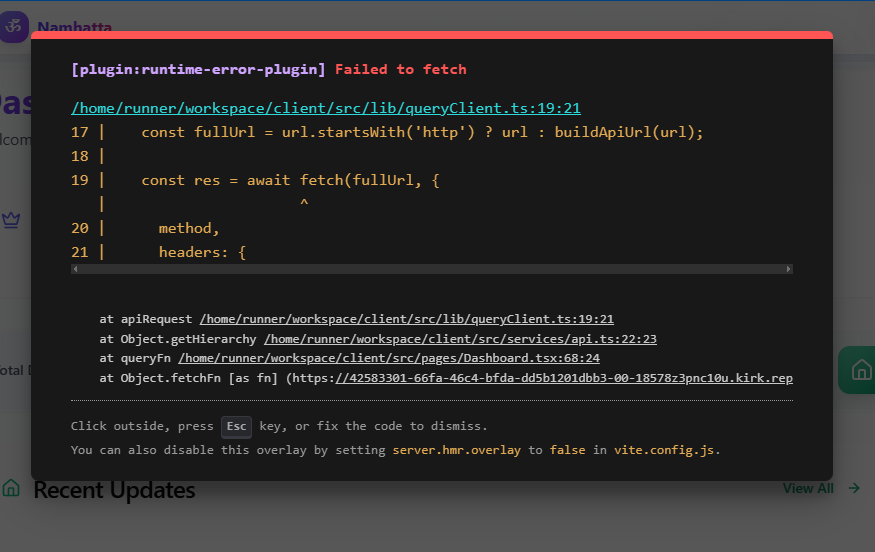 ॐ
Namhatta
[plugin:runtime-error-plugin] Failed to fetch
/home/runner/workspace/client/src/lib/queryClient.ts:19:21
17 | const fullUrl = url.startsWith('http') ? url : buildApiUrl(url);
18 |
19 | const res = await fetch(fullUrl, {
| ^
20 | method,
21 | headers: {
at apiRequest /home/runner/workspace/client/src/lib/queryClient.ts:19:21
at Object.getHierarchy /home/runner/workspace/client/src/services/api.ts:22:23
at queryFn /home/runner/workspace/client/src/pages/Dashboard.tsx:68:24
at Object.fetchFn [as fn] (https://42583301-66fa-46c4-bfda-dd5b1201dbb3-00-18578z3pnc10u.kirk.rep
Click outside, press Esc key, or fix the code to dismiss.
You can also disable this overlay by setting server.hmr.overlay to false in vite.config.js.
Recent Updates
View All